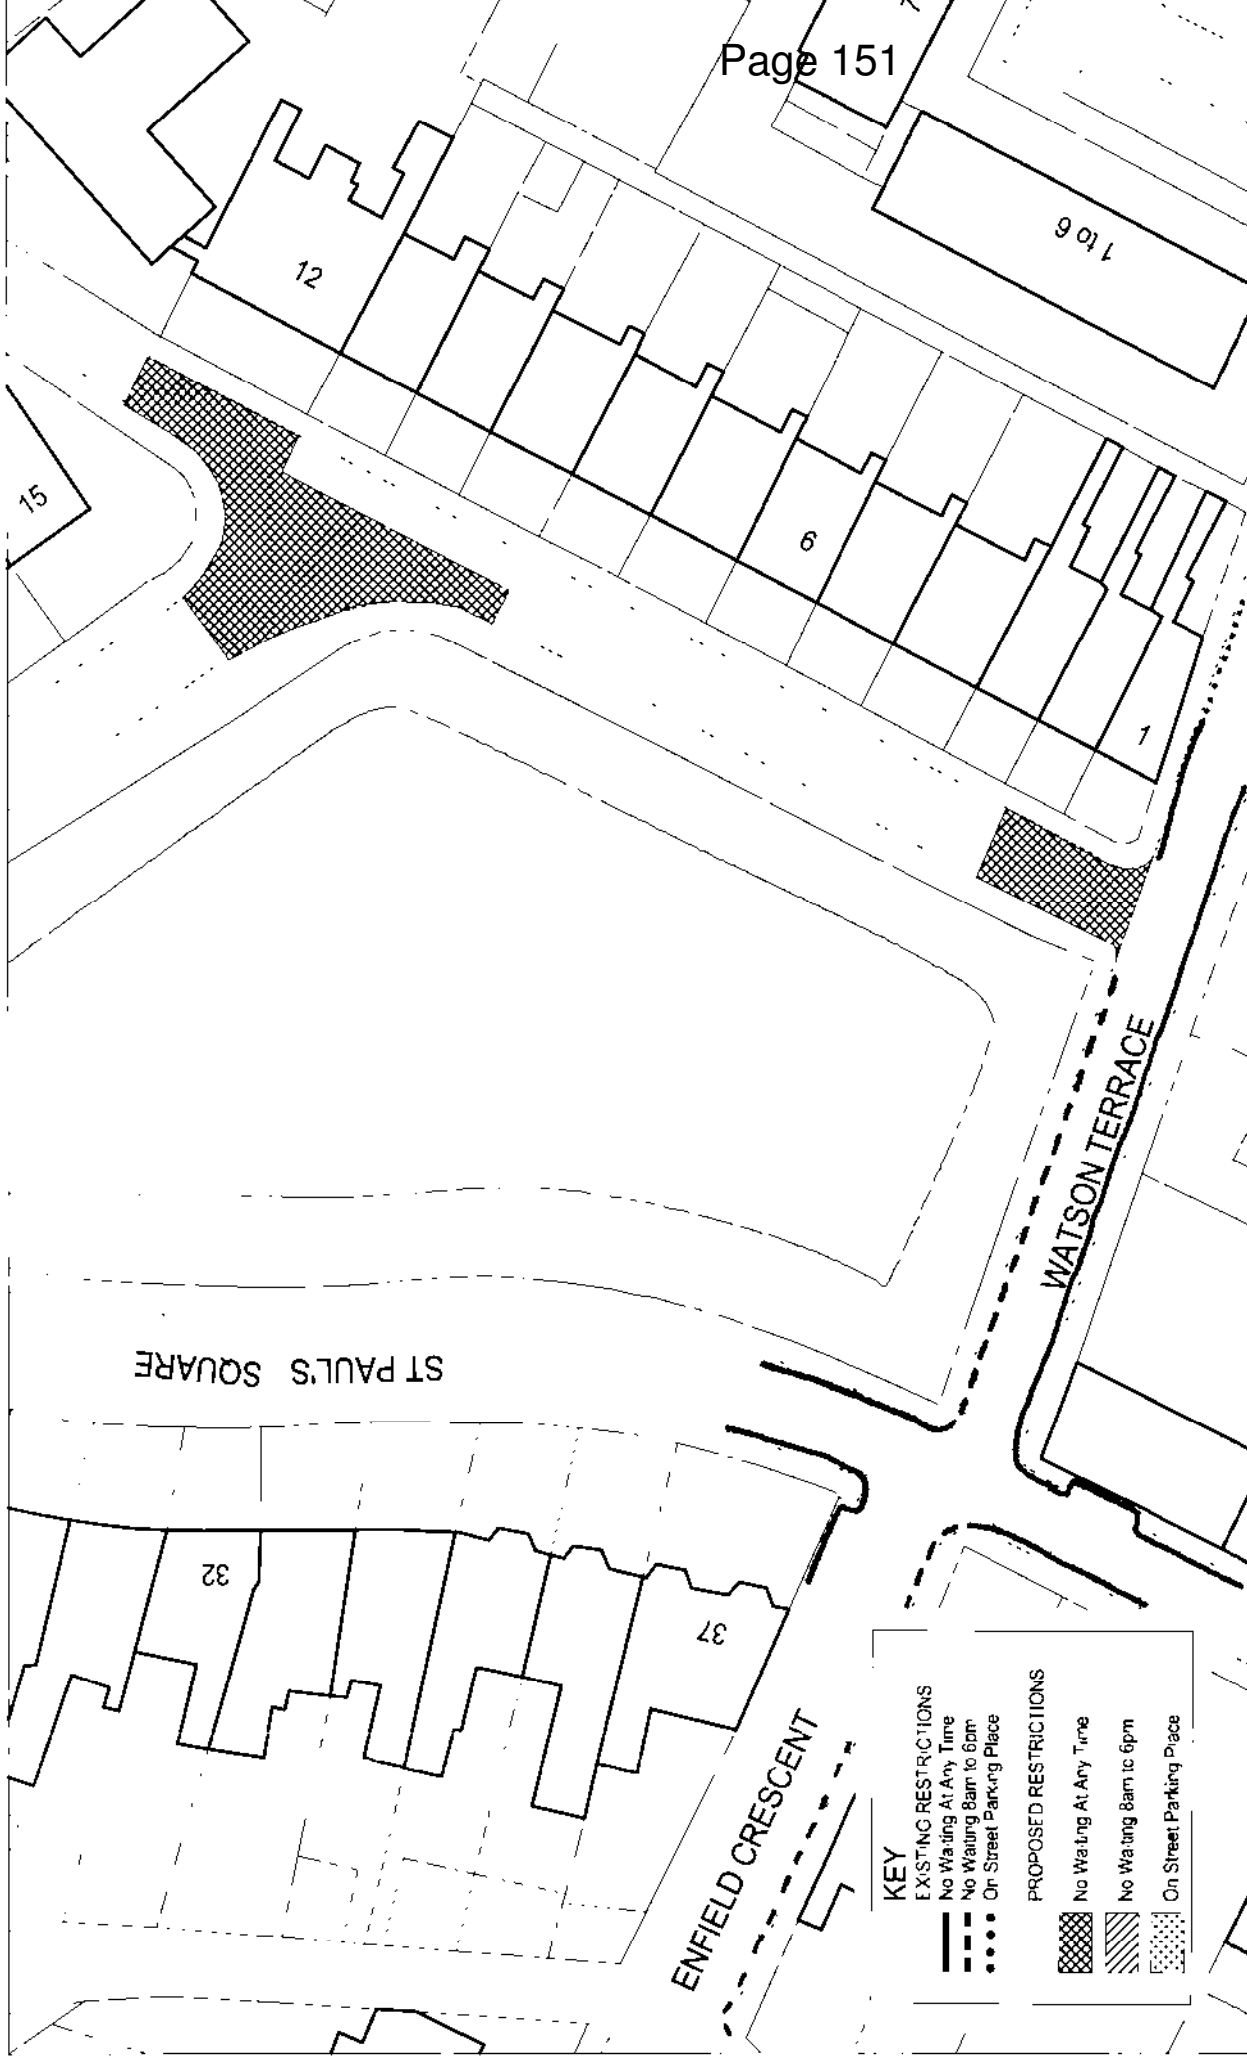 Page 151
1 to 6
12
15
6
1
WATSON TERRACE
ST PAUL'S SQUARE
32
37
ENFIELD CRESCENT
KEY
EXISTING RESTRICTIONS
No Waiting At Any Time
No Waiting 8am to 6pm
On Street Parking Place
PROPOSED RESTRICTIONS
No Waiting At Any Time
No Waiting 8am to 6pm
On Street Parking Place